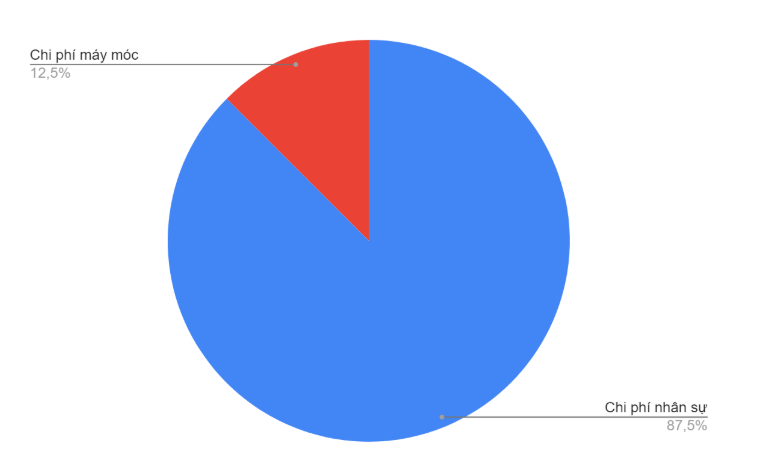 Chi phí máy móc
12,5%
Chi phí nhân sự
87,5%